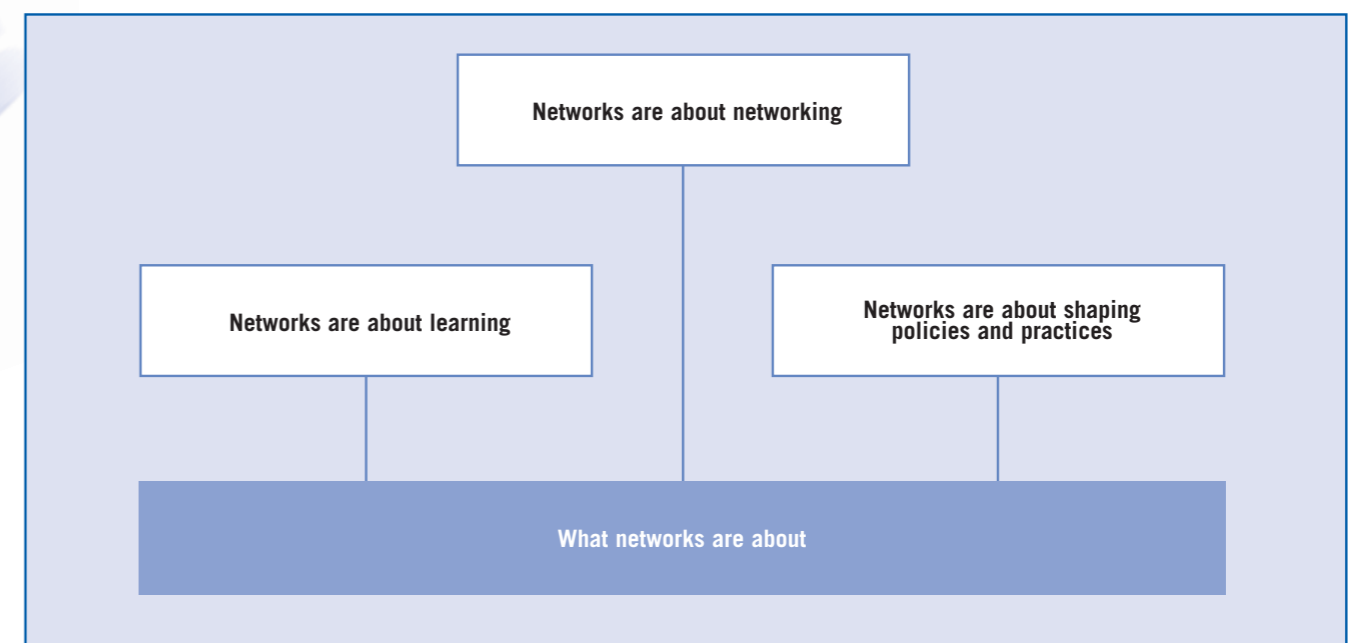 Networks are about networking
Networks are about learning
Networks are about shaping
policies and practices
What networks are about